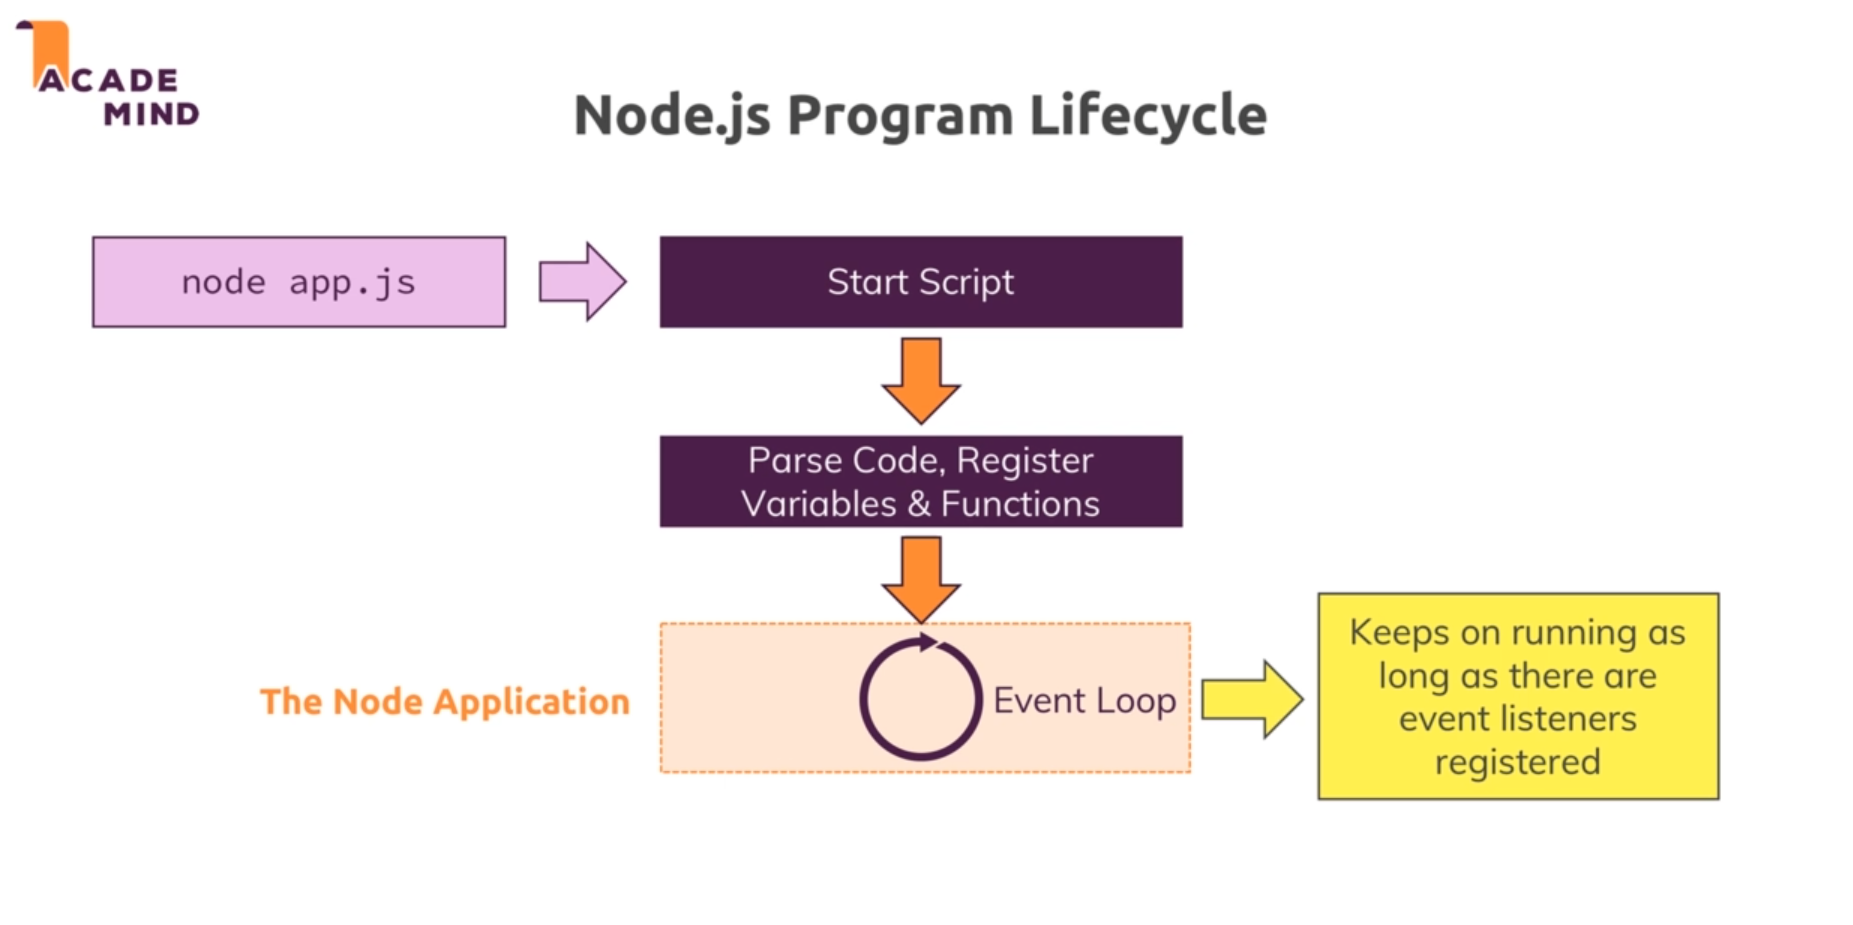 ACADE
MIND
Node.js Program Lifecycle
node app.js
Start Script
Parse Code, Register
Variables & Functions
The Node Application
Event Loop
Keeps on running as
long as there are
event listeners
registered